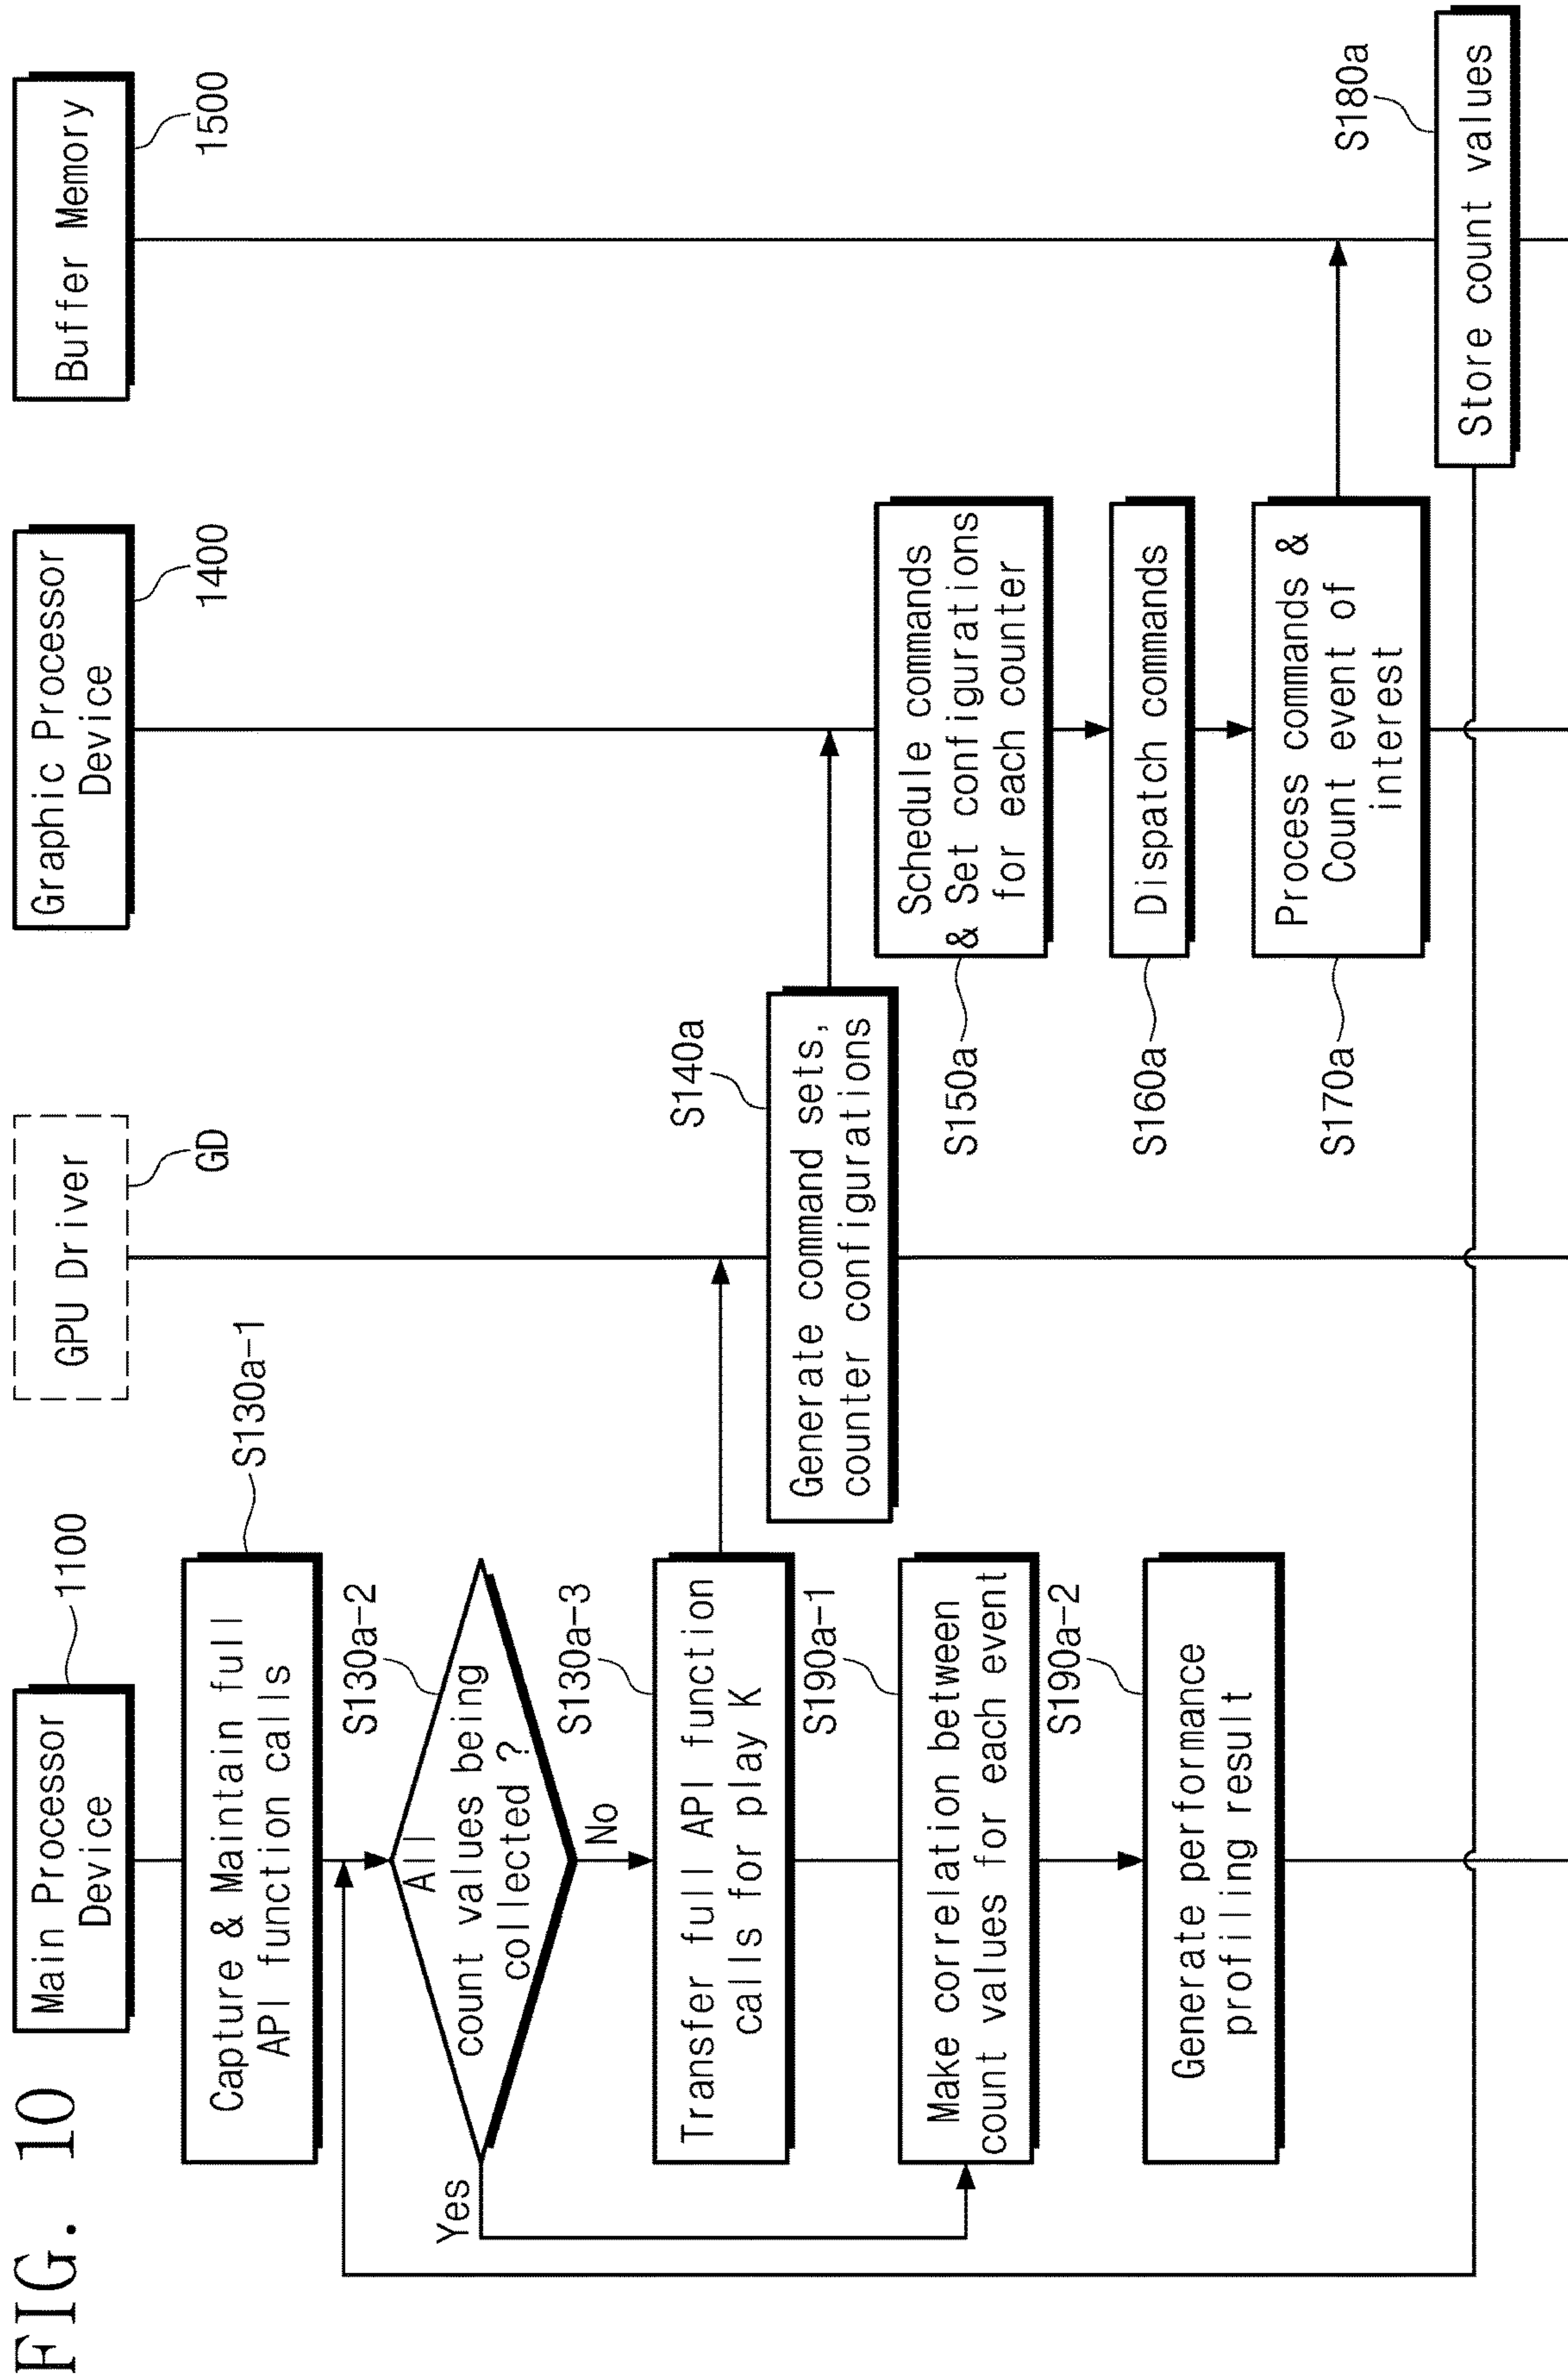 FIG. 10
Main Processor
Device
1100
GPU Driver
GD
Graphic Processor
Device
1400
Buffer Memory
1500
Capture & Maintain full
API function calls
S130a-1
All
count values being
collected ?
S130a-2
Yes
No
Transfer full API function
calls for play K
S130a-3
Generate command sets,
counter configurations
S140a
Schedule commands
& Set configurations
for each counter
S150a
Dispatch commands
S160a
Process commands &
Count event of
interest
S170a
Store count values
S180a
Make correlation between
count values for each event
S190a-1
Generate performance
profiling result
S190a-2